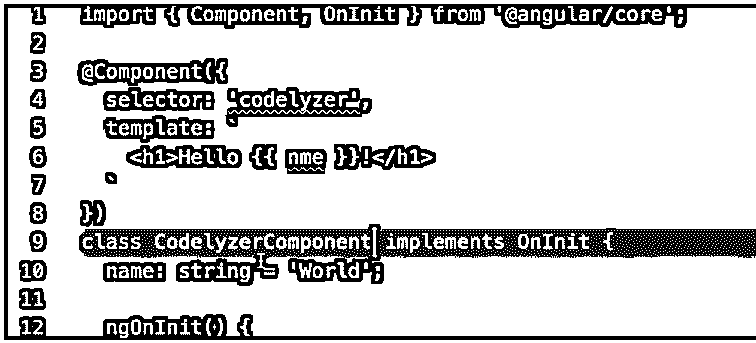 1 import { Component, OnInit } from '@angular/core';
2
3 @Component({
4 selector: 'codelyzer',
5 template: `
6 <h1>Hello {{ nme }}!</h1>
7 `
8 })
9 class CodelyzerComponent implements OnInit {
10 name: string = 'World';
11
12 ngOnInit() {